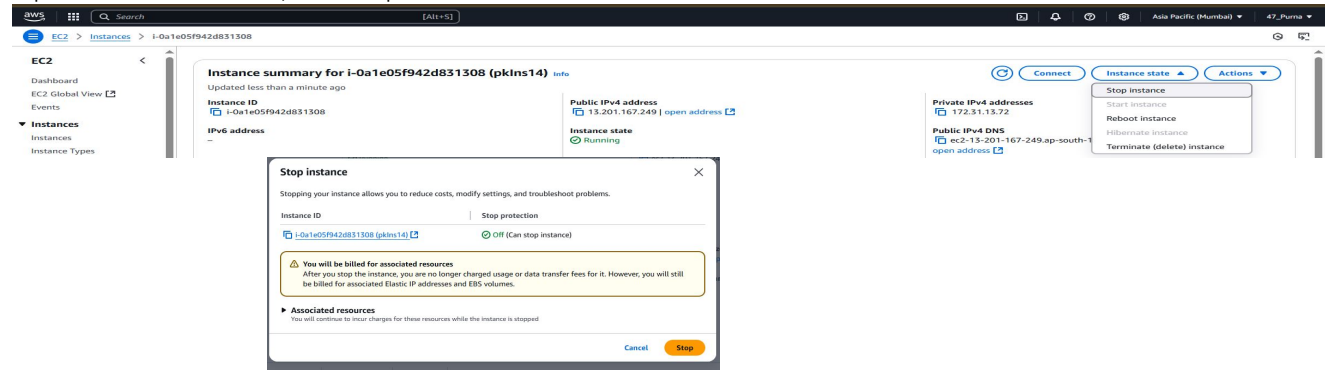 aws Search [Alt+S] Asia Pacific (Mumbai) 47_Purna
EC2 > Instances > i-0a1e05f942d831308
EC2
Dashboard
EC2 Global View
Events
Instances
Instances
Instance Types
Instance summary for i-0a1e05f942d831308 (pkIns14) Info
Updated less than a minute ago
Connect Instance state Actions
Instance ID
i-0a1e05f942d831308
IPv6 address
–
Public IPv4 address
13.201.167.249 | open address
Instance state
Running
Private IPv4 addresses
172.31.13.72
Public IPv4 DNS
ec2-13-201-167-249.ap-south-1
open address
Stop instance
Start instance
Reboot instance
Hibernate instance
Terminate (delete) instance
Stop instance
Stopping your instance allows you to reduce costs, modify settings, and troubleshoot problems.
Instance ID Stop protection
i-0a1e05f942d831308 (pkIns14) Off (Can stop instance)
You will be billed for associated resources
After you stop the instance, you are no longer charged usage or data transfer fees for it. However, you will still
be billed for associated Elastic IP addresses and EBS volumes.
Associated resources
You will continue to incur charges for these resources while the instance is stopped
Cancel Stop